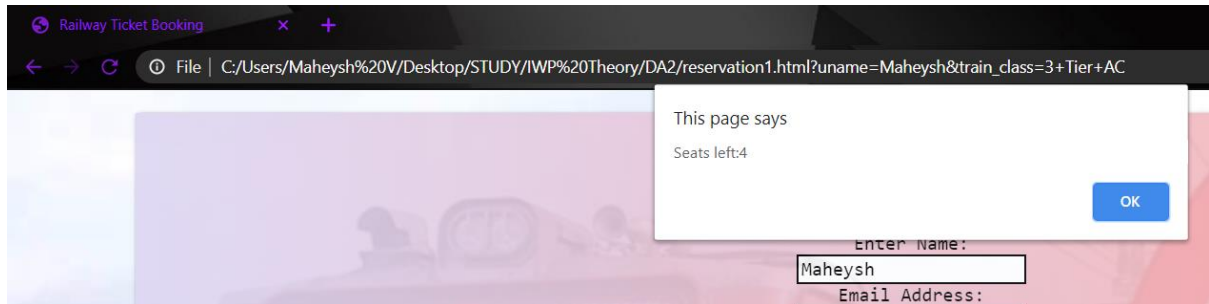 Railway Ticket Booking
File | C:/Users/Maheysh%20V/Desktop/STUDY/IWP%20Theory/DA2/reservation1.html?uname=Maheysh&train_class=3+Tier+AC
This page says
Seats left:4
OK
Enter Name:
Maheysh
Email Address: